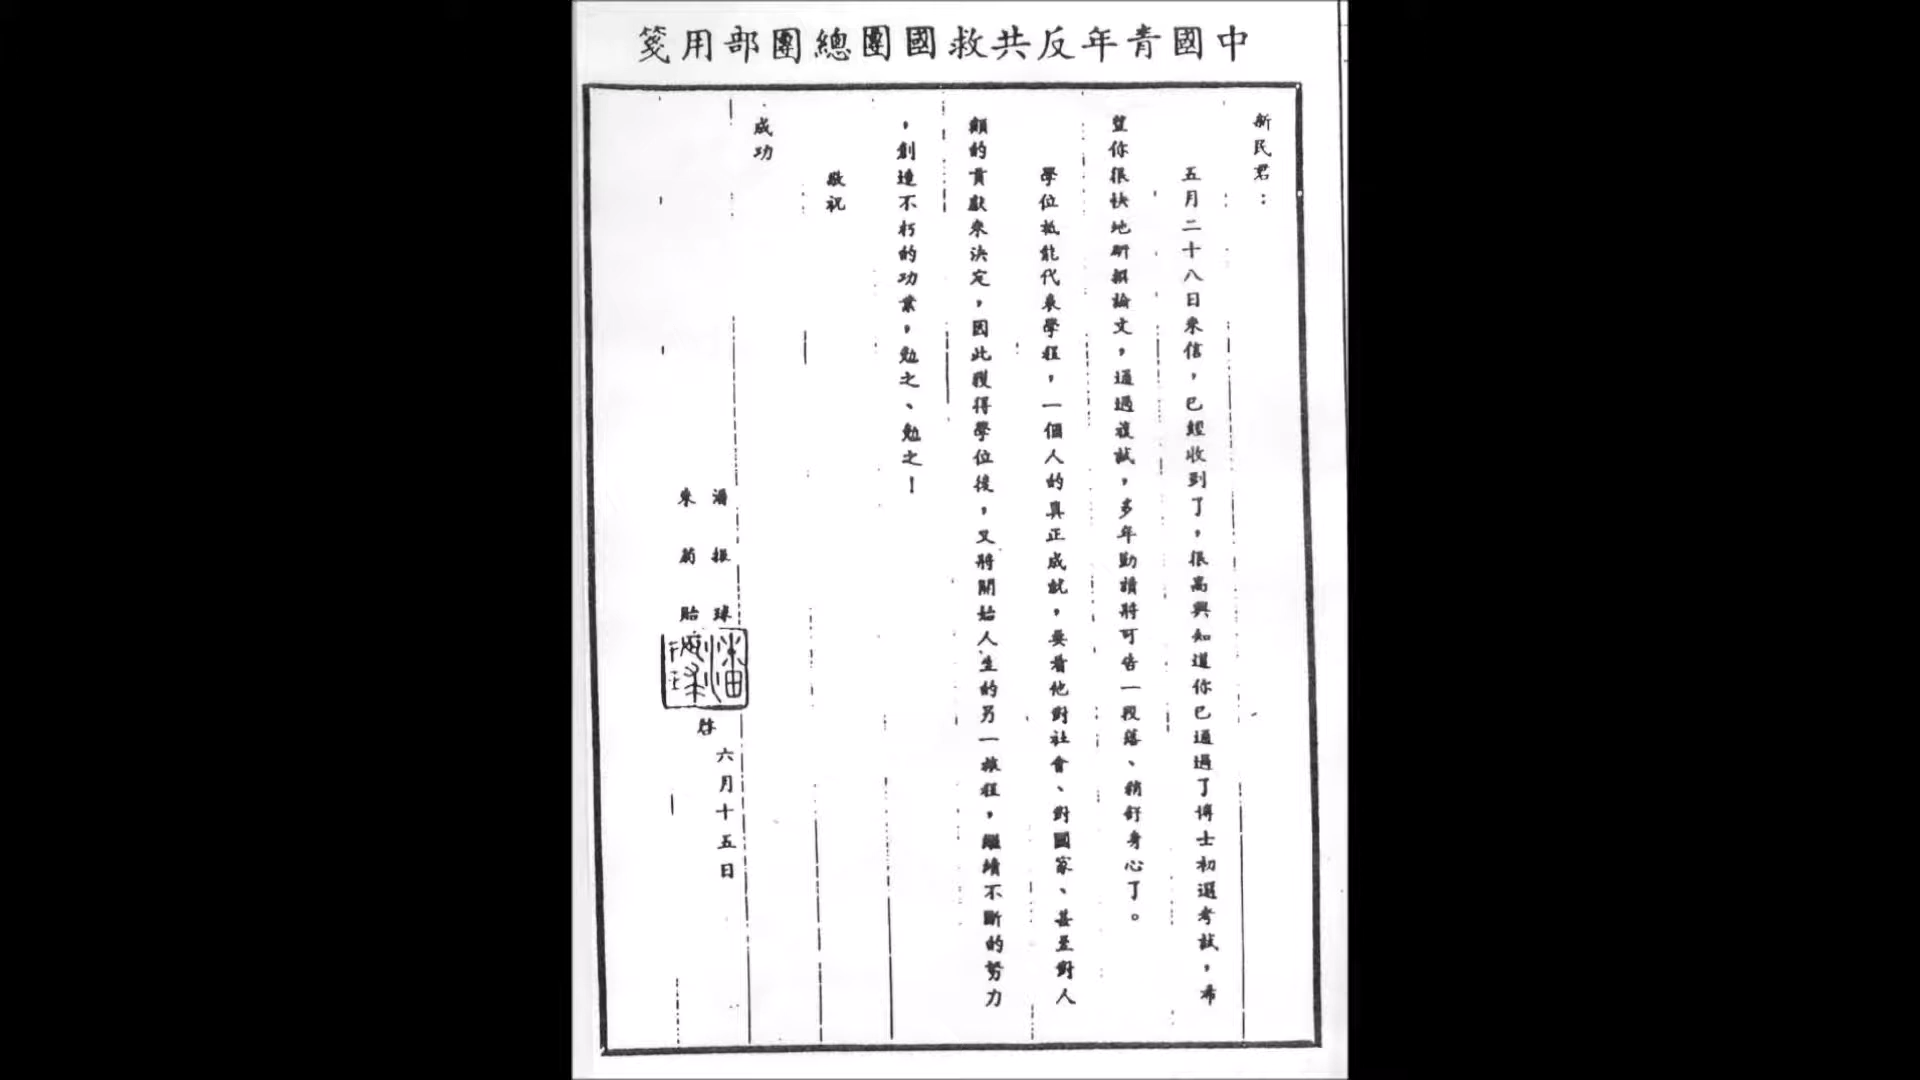 中國青年反共救國團總團部用箋
新民君：
五月二十八日來信，已經收到了，很高興知道你已通過了博士初選考試，希
望你很快地研撰論文，通過複試，多年勤讀將可告一段落、稍舒身心了。
學位祇能代表學程，一個人的真正成就，要看他對社會、對國家、甚至對人
類的貢獻來決定，因此獲得學位後，又將開始人生的另一旅程，繼續不斷的努力
，創造不朽的功業，勉之、勉之！
敬祝
成功
潘振球
來蒟貽
啓
六月十五日